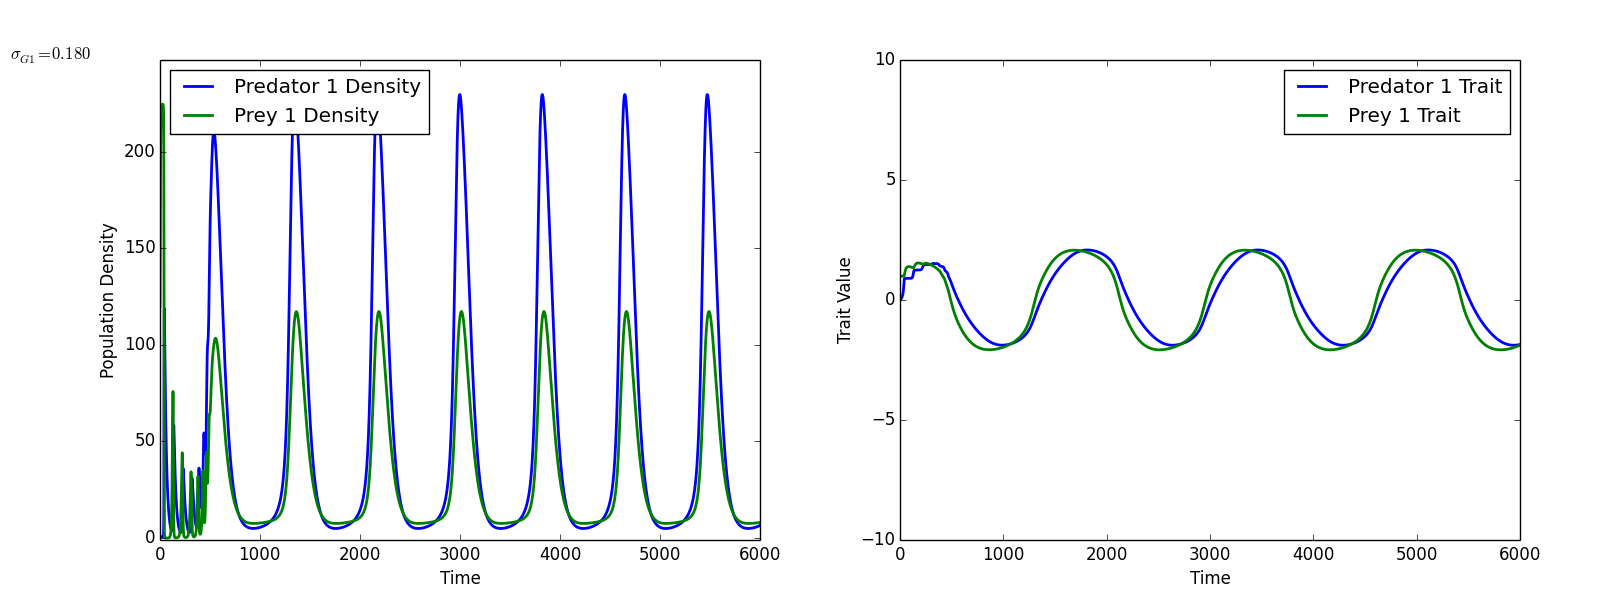 σG1 = 0.180
Predator 1 Density
Prey 1 Density
200
150
100
50
0
Population Density
0 1000 2000 3000 4000 5000 6000
Time
Predator 1 Trait
Prey 1 Trait
10
5
0
−5
−10
Trait Value
0 1000 2000 3000 4000 5000 6000
Time